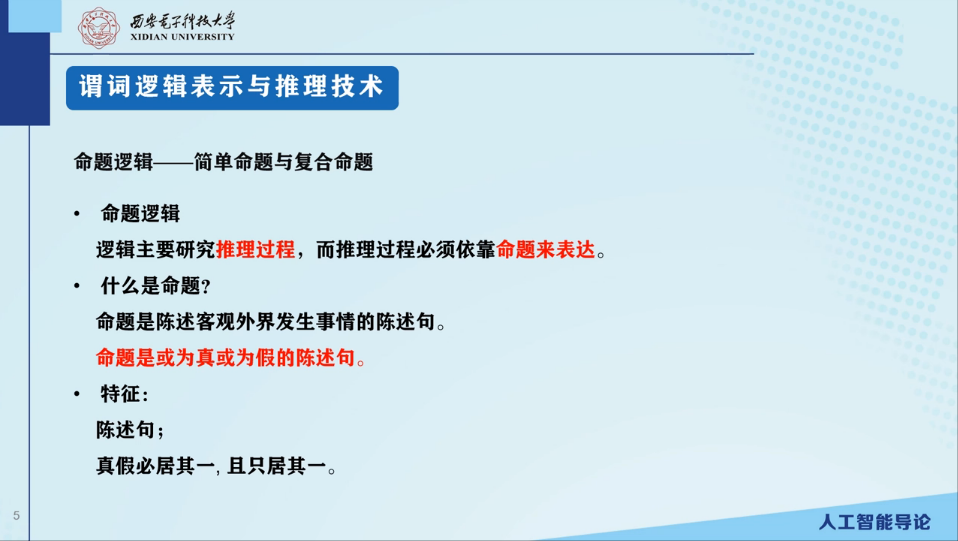 西安电子科技大学
XIDIAN UNIVERSITY
谓词逻辑表示与推理技术
命题逻辑——简单命题与复合命题
• 命题逻辑
逻辑主要研究推理过程，而推理过程必须依靠命题来表达。
• 什么是命题？
命题是陈述客观外界发生事情的陈述句。
命题是或为真或为假的陈述句。
• 特征：
陈述句；
真假必居其一, 且只居其一。
5
人工智能导论